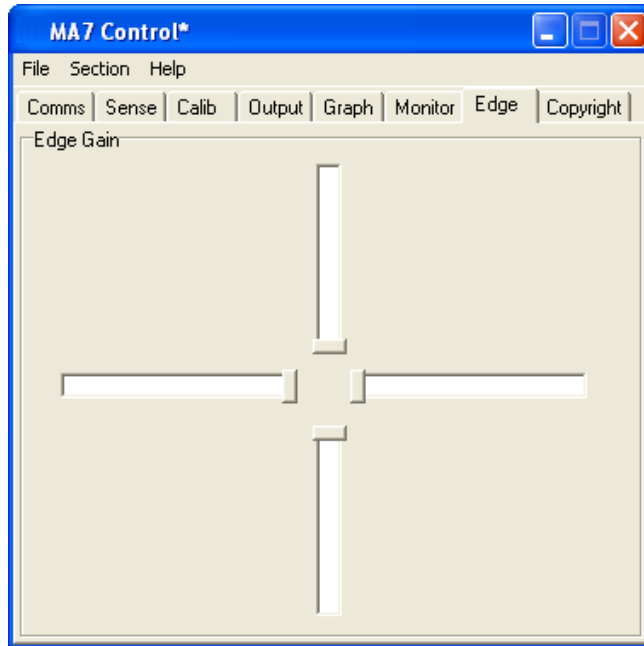 MA7 Control*
File Section Help
Comms Sense Calib Output Graph Monitor Edge Copyright
Edge Gain